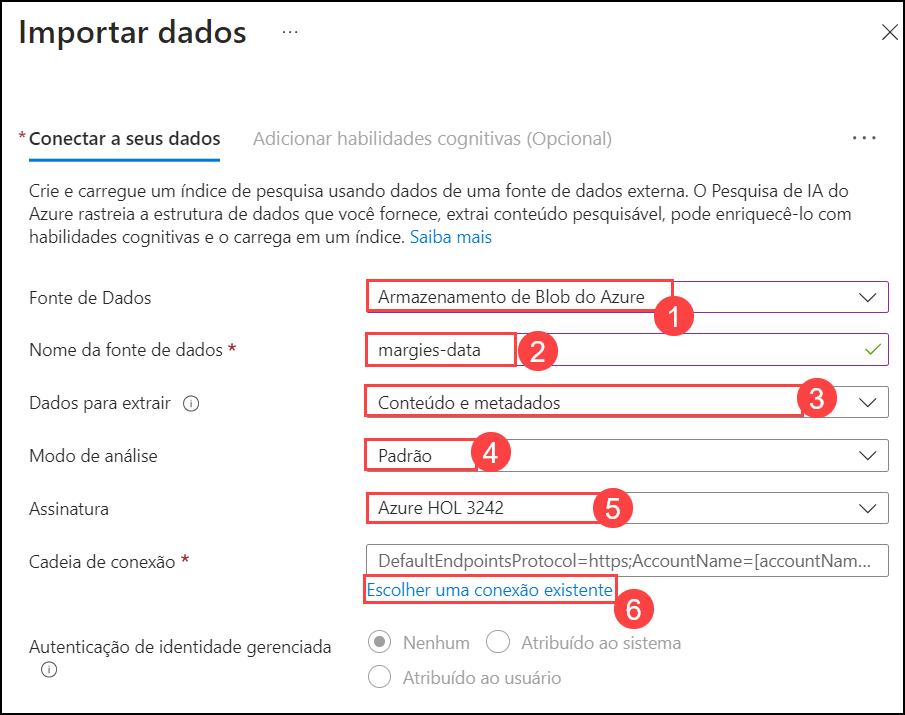 Importar dados ...
* Conectar a seus dados Adicionar habilidades cognitivas (Opcional) ...
Crie e carregue um índice de pesquisa usando dados de uma fonte de dados externa. O Pesquisa de IA do
Azure rastreia a estrutura de dados que você fornece, extrai conteúdo pesquisável, pode enriquecê-lo com
habilidades cognitivas e o carrega em um índice. Saiba mais
Fonte de Dados Armazenamento de Blob do Azure 1
Nome da fonte de dados * margies-data 2
Dados para extrair Conteúdo e metadados 3
Modo de análise Padrão 4
Assinatura Azure HOL 3242 5
Cadeia de conexão * DefaultEndpointsProtocol=https;AccountName=[accountNam...
Escolher uma conexão existente 6
Autenticação de identidade gerenciada Nenhum Atribuído ao sistema
Atribuído ao usuário